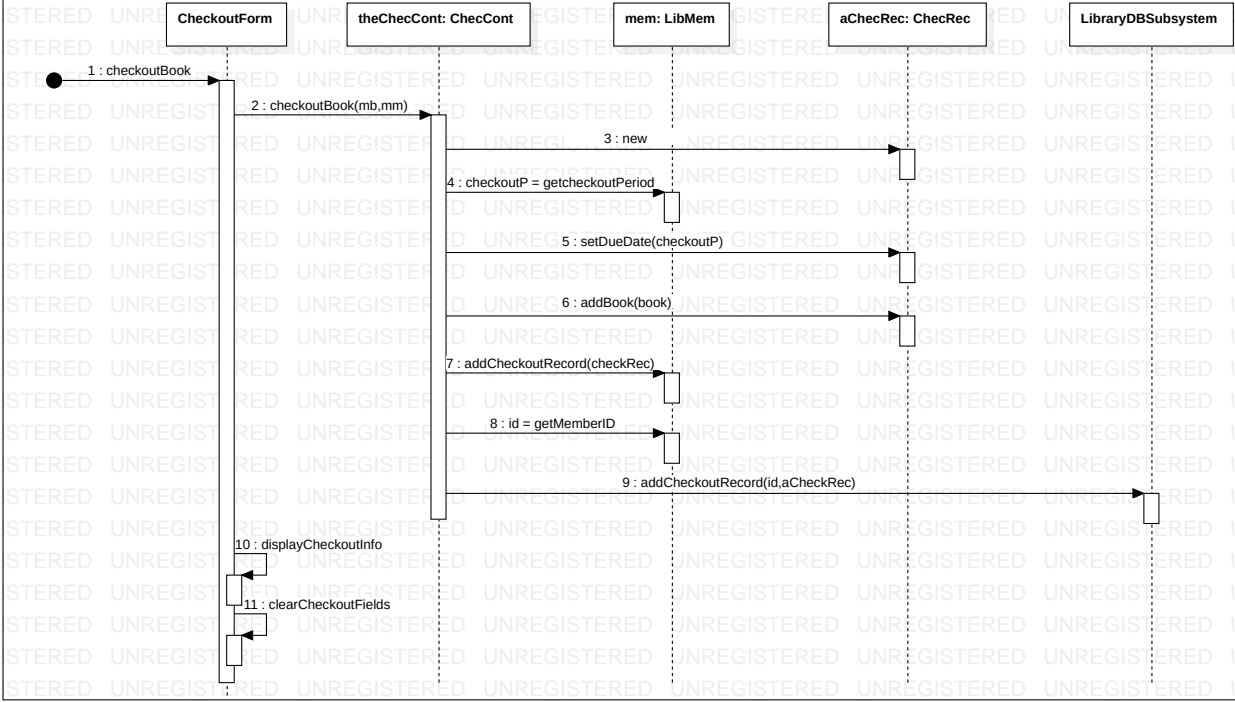 CheckoutForm
theChecCont: ChecCont
mem: LibMem
aChecRec: ChecRec
LibraryDBSubsystem
1 : checkoutBook
2 : checkoutBook(mb,mm)
3 : new
4 : checkoutP = getcheckoutPeriod
5 : setDueDate(checkoutP)
6 : addBook(book)
7 : addCheckoutRecord(checkRec)
8 : id = getMemberID
9 : addCheckoutRecord(id,aCheckRec)
10 : displayCheckoutInfo
11 : clearCheckoutFields
UNREGISTERED